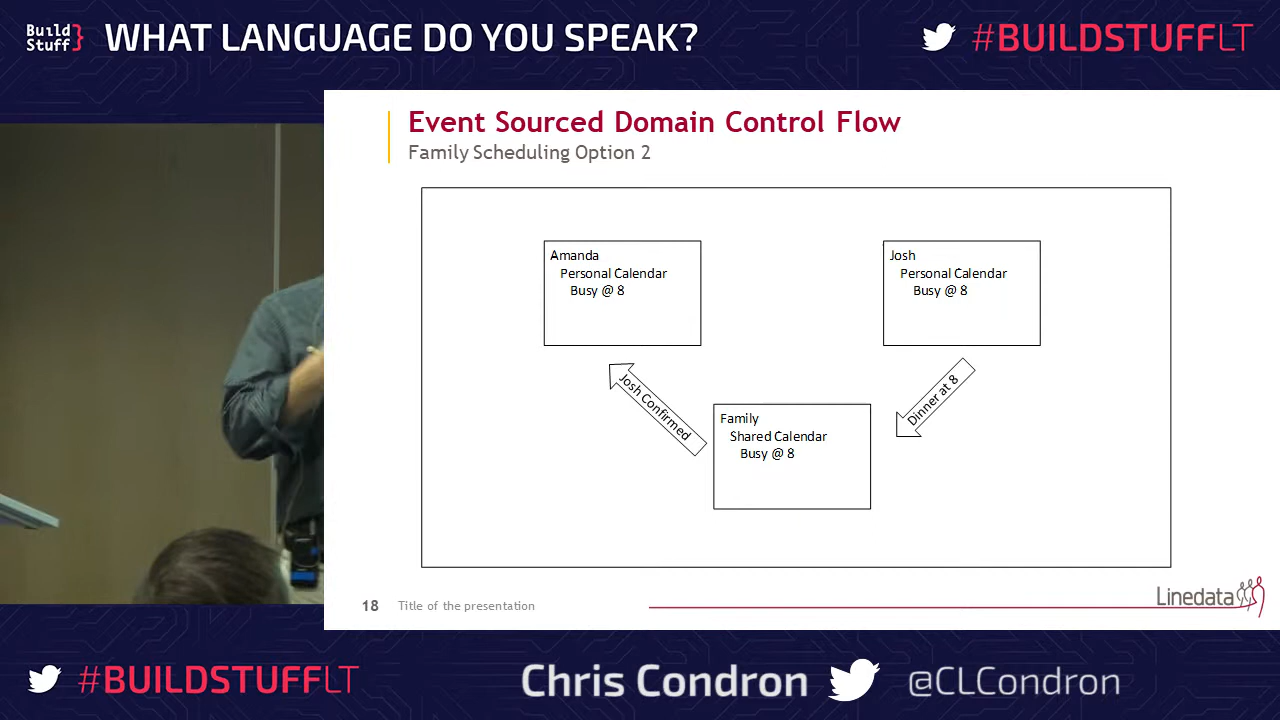 Build
Stuff}
WHAT LANGUAGE DO YOU SPEAK?
#BUILDSTUFFLT
Event Sourced Domain Control Flow
Family Scheduling Option 2
Amanda
Personal Calendar
Busy @ 8
Josh
Personal Calendar
Busy @ 8
Josh Confirmed
Dinner at 8
Family
Shared Calendar
Busy @ 8
18 Title of the presentation
Linedata
#BUILDSTUFFLT
Chris Condron
@CLCondron